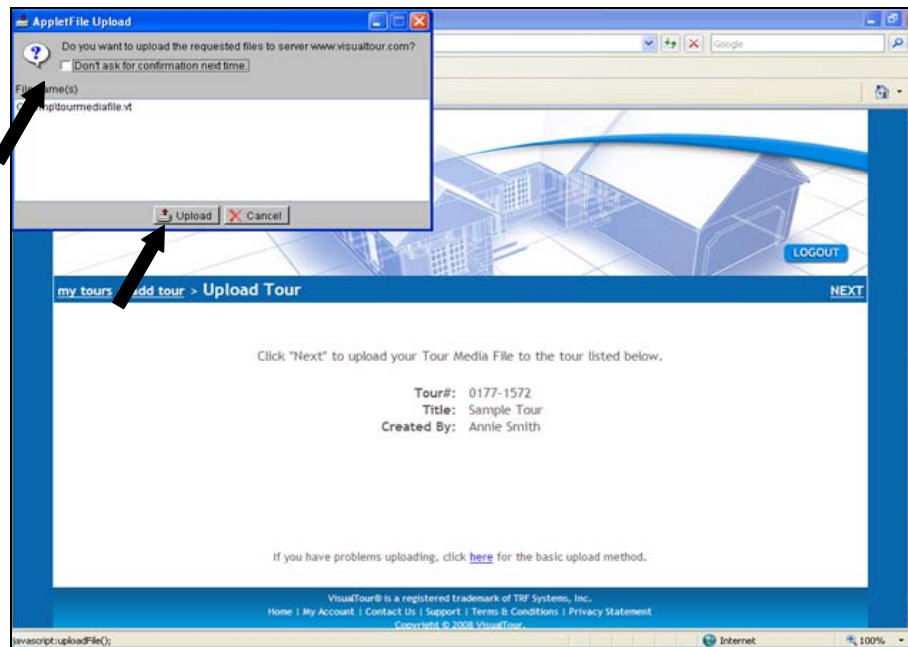 AppletFile Upload
Do you want to upload the requested files to server www.visualtour.com?
Don't ask for confirmation next time.
Google
tourmediafile.vt
Upload
Cancel
LOGOUT
my tours
add tour > Upload Tour
NEXT
Click "Next" to upload your Tour Media File to the tour listed below.
Tour#: 0177-1572
Title: Sample Tour
Created By: Annie Smith
If you have problems uploading, click here for the basic upload method.
VisualTour® is a registered trademark of TRF Systems, Inc.
Home | My Account | Contact Us | Support | Terms & Conditions | Privacy Statement
Copyright © 2008 VisualTour.
javascript:uploadFile();
Internet
100%